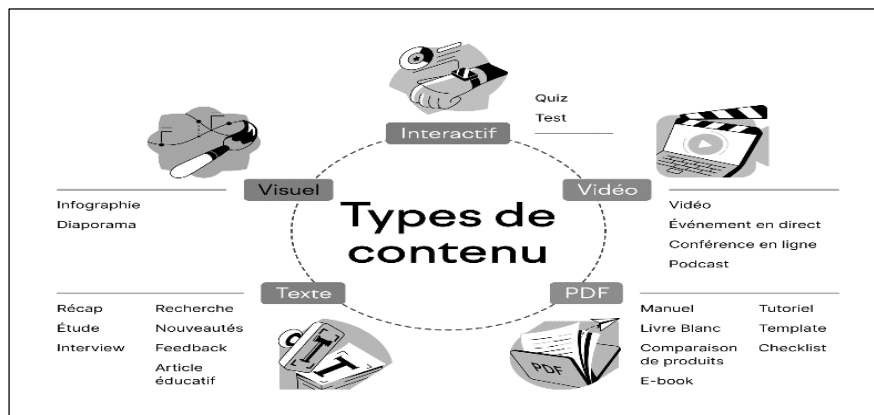 Types de
contenu
Interactif
Quiz
Test
Vidéo
Vidéo
Événement en direct
Conférence en ligne
Podcast
PDF
Manuel
Livre Blanc
Comparaison
de produits
E-book
Tutoriel
Template
Checklist
PDF
Texte
Récap
Étude
Interview
Recherche
Nouveautés
Feedback
Article
éducatif
Visuel
Infographie
Diaporama